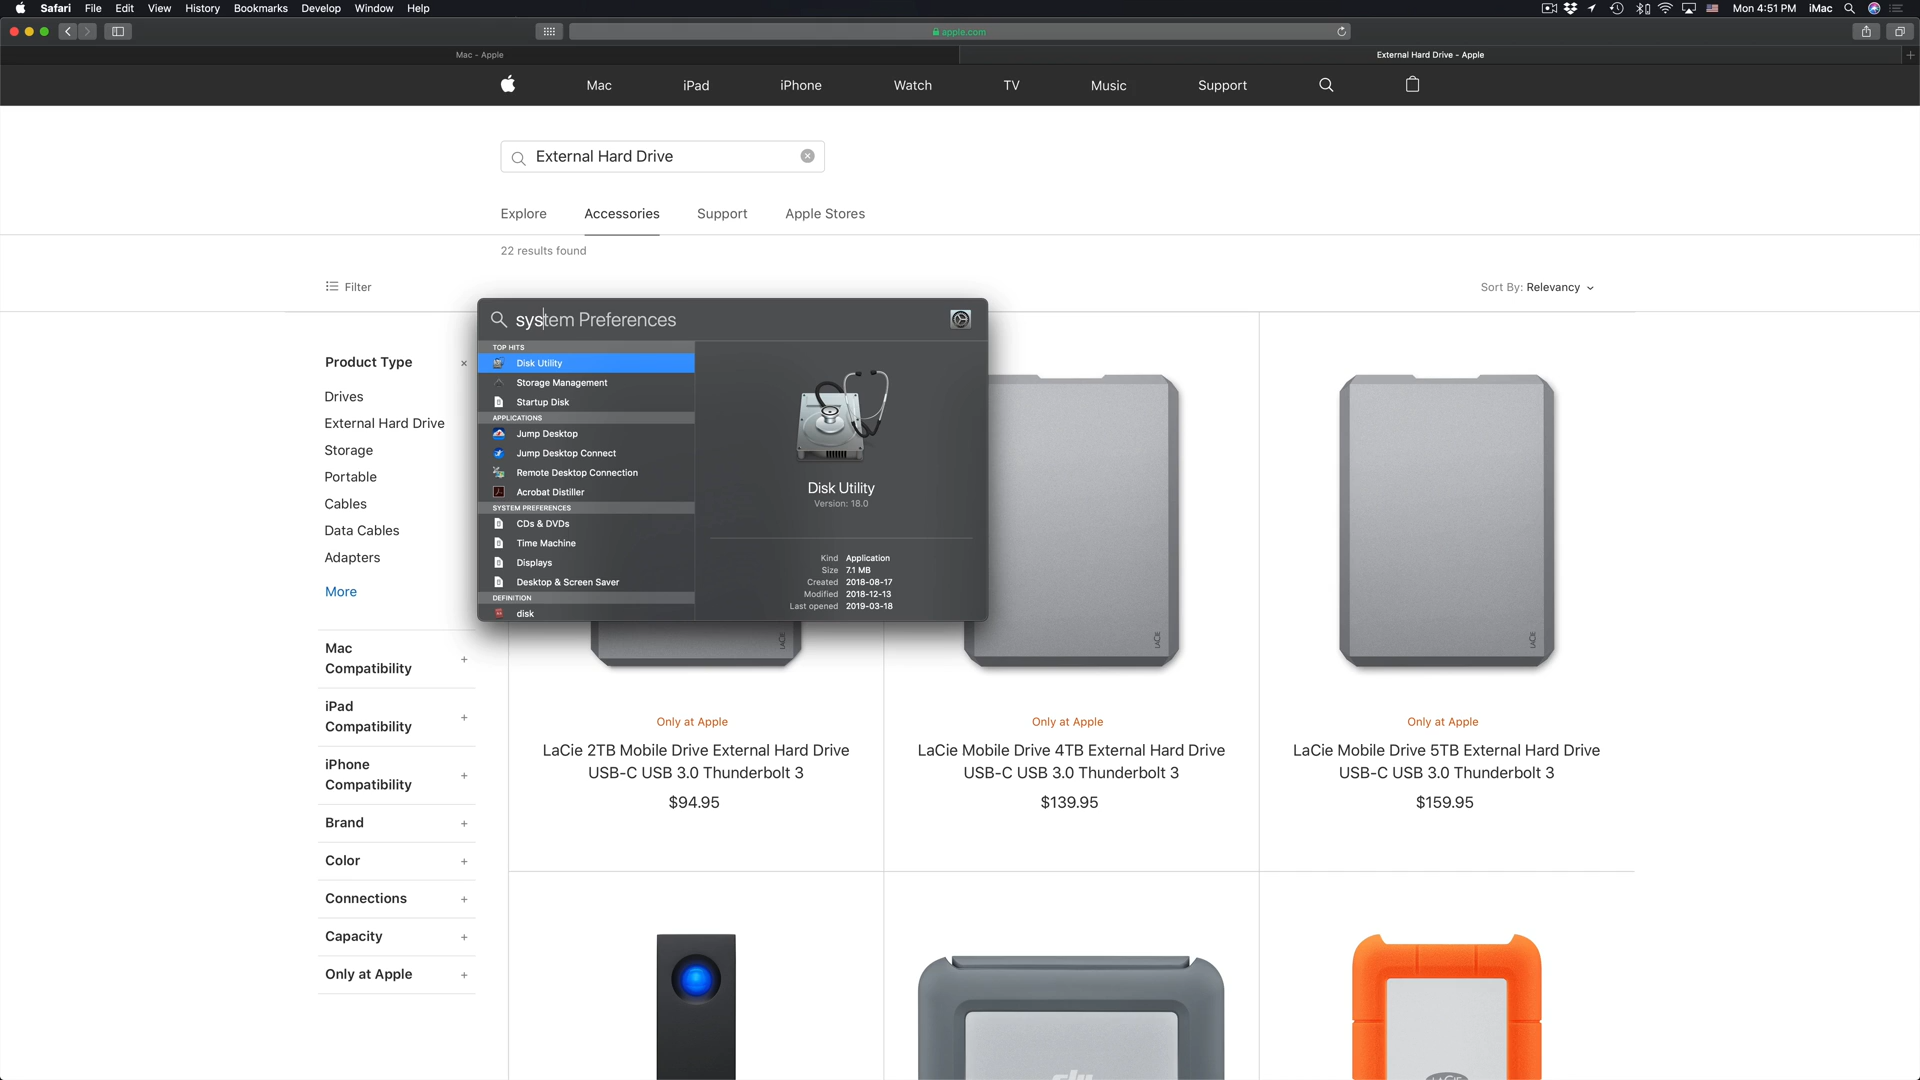 Safari File Edit View History Bookmarks Develop Window Help
Mon 4:51 PM iMac
apple.com
Mac - Apple
External Hard Drive - Apple
Mac iPad iPhone Watch TV Music Support
External Hard Drive
Explore Accessories Support Apple Stores
22 results found
Filter
Sort By: Relevancy
system Preferences
TOP HITS
Disk Utility
Storage Management
Startup Disk
APPLICATIONS
Jump Desktop
Jump Desktop Connect
Remote Desktop Connection
Acrobat Distiller
SYSTEM PREFERENCES
CDs & DVDs
Time Machine
Displays
Desktop & Screen Saver
DEFINITION
disk
Disk Utility
Version: 18.0
Kind Application
Size 7.1 MB
Created 2018-08-17
Modified 2018-12-13
Last opened 2019-03-18
Product Type
Drives
External Hard Drive
Storage
Portable
Cables
Data Cables
Adapters
More
Mac
Compatibility
iPad
Compatibility
iPhone
Compatibility
Brand
Color
Connections
Capacity
Only at Apple
LACIE
LACIE
LACIE
Only at Apple
LaCie 2TB Mobile Drive External Hard Drive
USB-C USB 3.0 Thunderbolt 3
$94.95
Only at Apple
LaCie Mobile Drive 4TB External Hard Drive
USB-C USB 3.0 Thunderbolt 3
$139.95
Only at Apple
LaCie Mobile Drive 5TB External Hard Drive
USB-C USB 3.0 Thunderbolt 3
$159.95
dji
LACIE